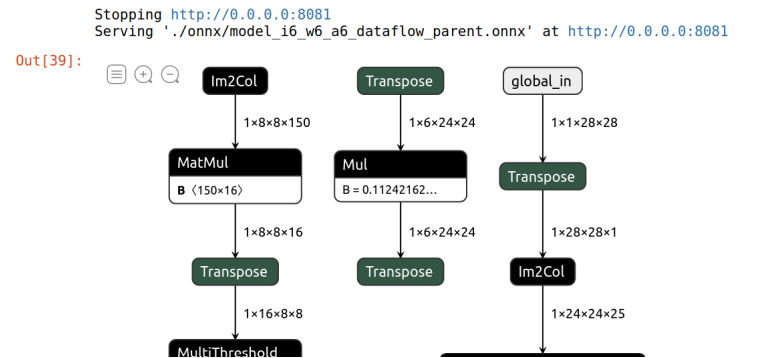 Stopping http://0.0.0.0:8081
Serving './onnx/model_i6_w6_a6_dataflow_parent.onnx' at http://0.0.0.0:8081
Out[39]:
Im2Col
1×8×8×150
MatMul
B ⟨150×16⟩
1×8×8×16
Transpose
1×16×8×8
MultiThreshold
Transpose
1×6×24×24
Mul
B = 0.11242162…
1×6×24×24
Transpose
global_in
1×1×28×28
Transpose
1×28×28×1
Im2Col
1×24×24×25